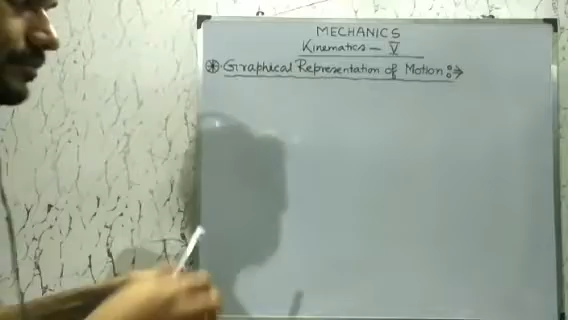 MECHANICS
Kinematics - V
⊛ Graphical Representation of Motion :⇒